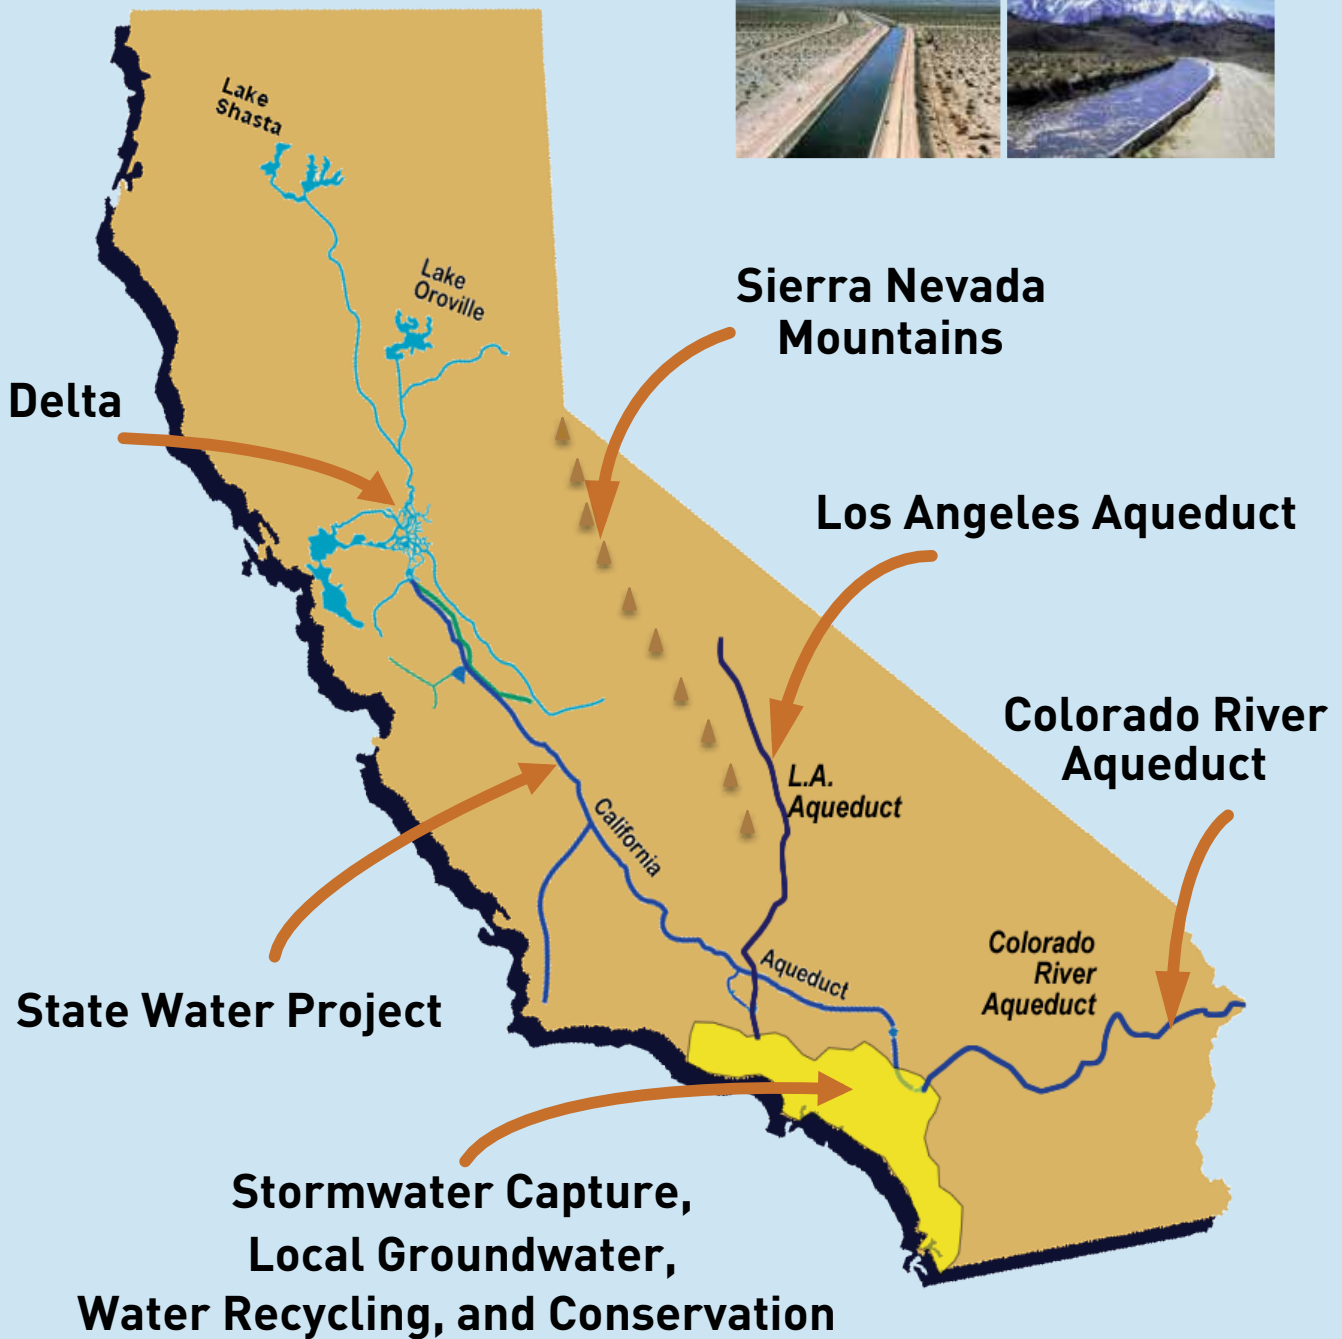 Lake
Shasta
Lake
Oroville
Sierra Nevada
Mountains
Delta
Los Angeles Aqueduct
Colorado River
Aqueduct
L.A.
Aqueduct
California
Aqueduct
Colorado
River
Aqueduct
State Water Project
Stormwater Capture,
Local Groundwater,
Water Recycling, and Conservation